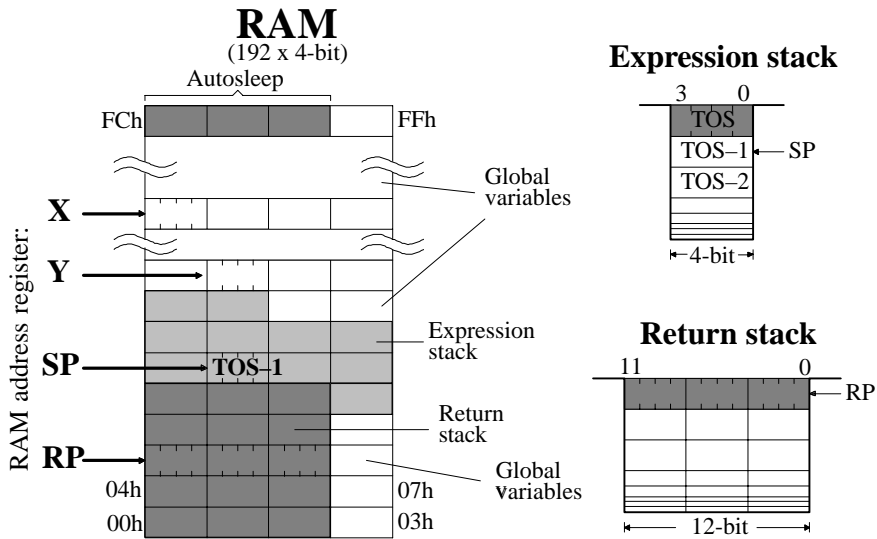 RAM
(192 x 4-bit)
Autosleep
FCh
FFh
Global
variables
X
Y
RAM address register:
SP
TOS–1
Expression
stack
Return
stack
RP
04h
07h
Global
variables
00h
03h
Expression stack
3 0
TOS
TOS–1
SP
TOS–2
4-bit
Return stack
11 0
RP
12-bit